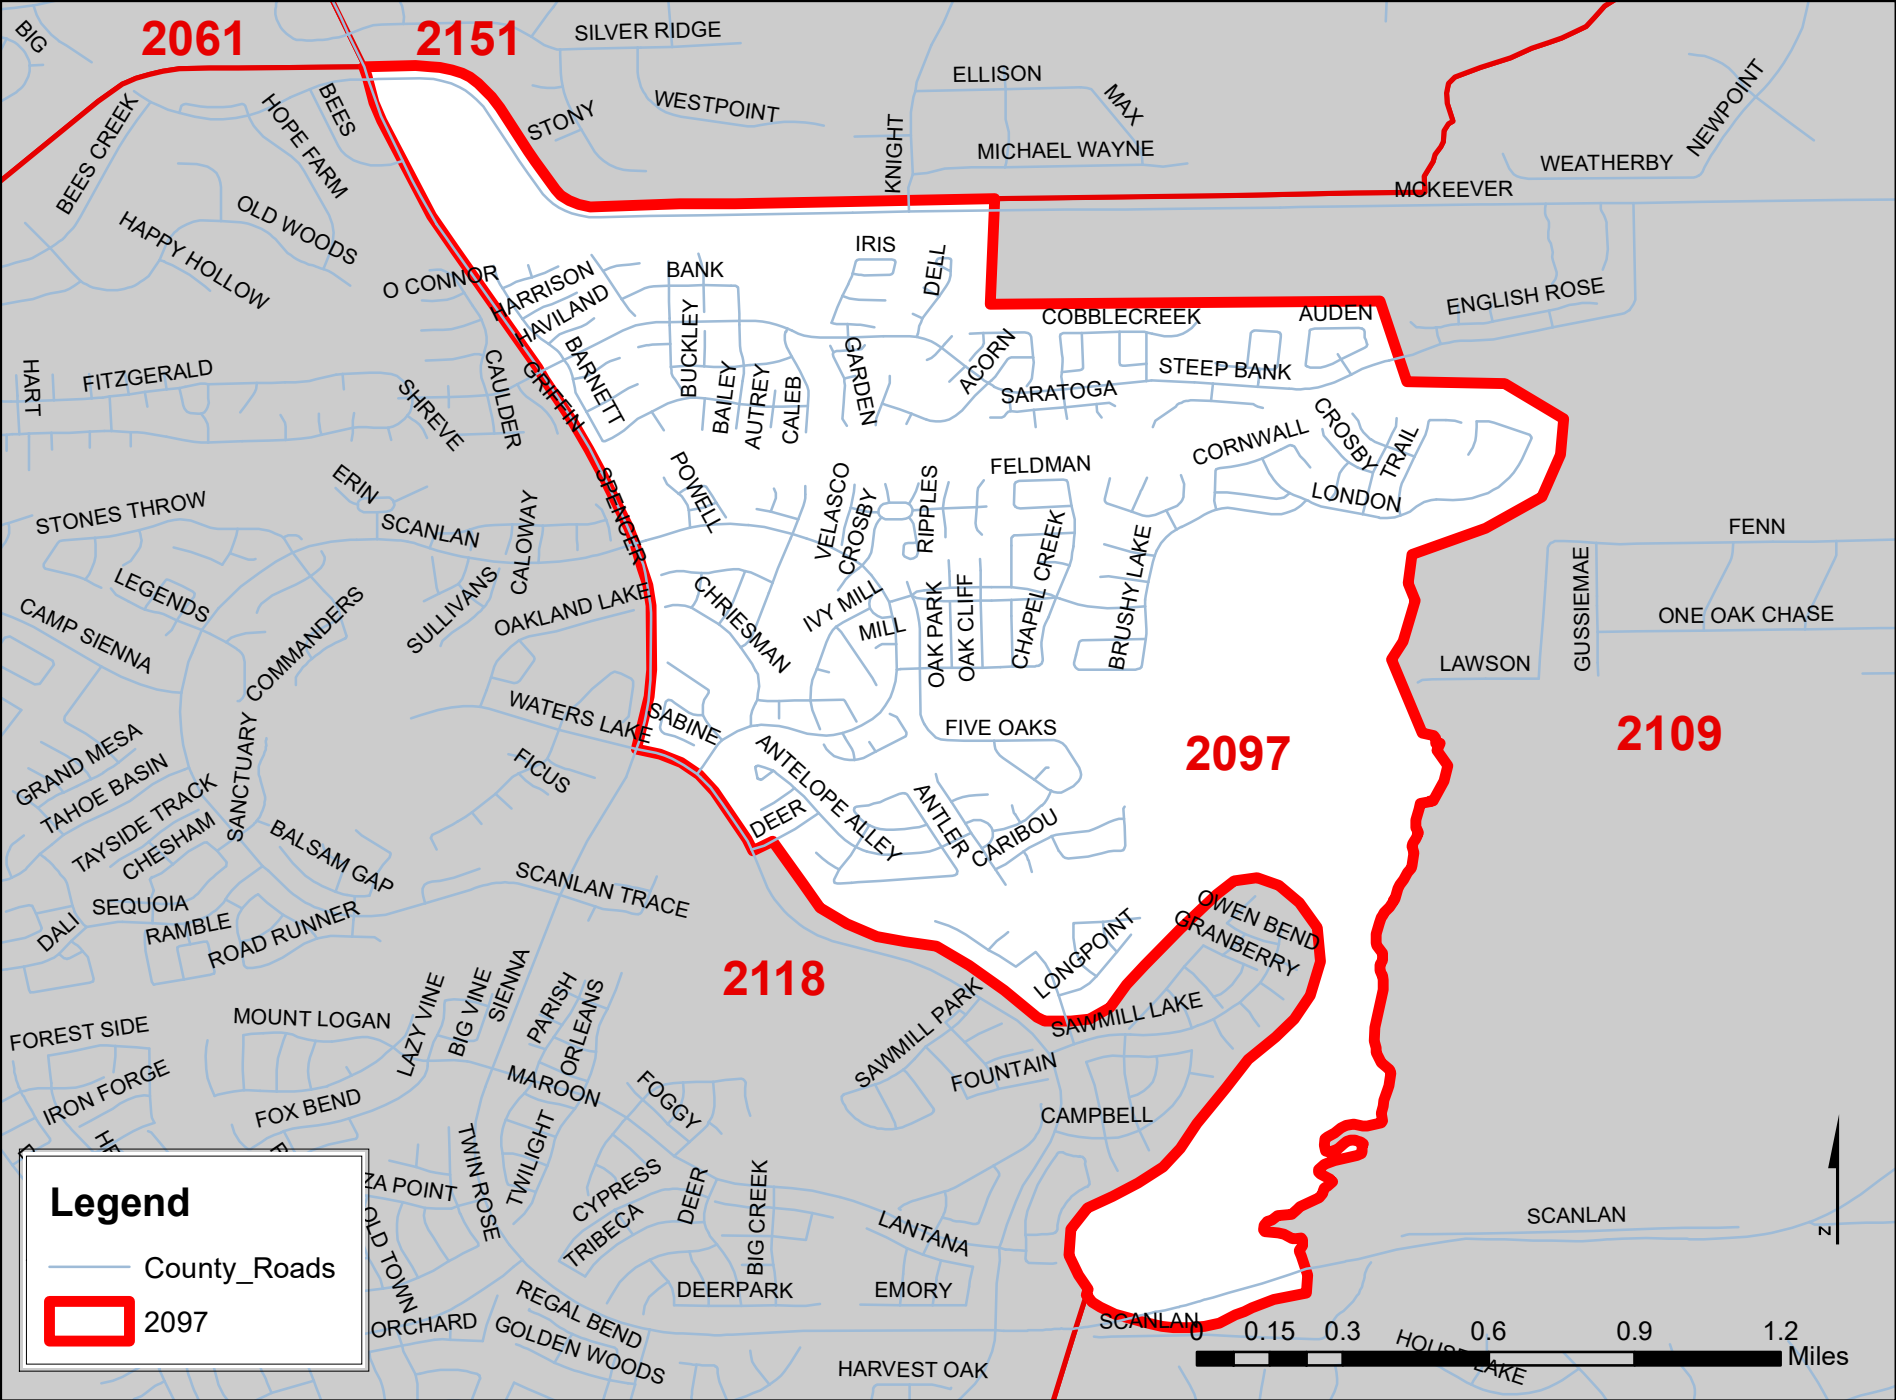 BIG
2061
2151
SILVER RIDGE
ELLISON
MAX
NEWPOINT
BEES
HOPE FARM
BEES CREEK
STONY
WESTPOINT
KNIGHT
MICHAEL WAYNE
WEATHERBY
MCKEEVER
OLD WOODS
HAPPY HOLLOW
O CONNOR
HARRISON
HAVILAND
BANK
IRIS
DELL
ENGLISH ROSE
COBBLECREEK
AUDEN
BUCKLEY
BARNETT
GRIFFIN
CAULDER
HART
FITZGERALD
SHREVE
BAILEY
AUTREY
CALEB
GARDEN
ACORN
SARATOGA
STEEP BANK
CROSBY
TRAIL
CORNWALL
LONDON
FELDMAN
POWELL
SPENCER
VELASCO
CROSBY
RIPPLES
ERIN
STONES THROW
SCANLAN
CALOWAY
FENN
GUSSIEMAE
ONE OAK CHASE
LAWSON
LEGENDS
CAMP SIENNA
COMMANDERS
SULLIVANS
OAKLAND LAKE
CHRIESMAN
IVY MILL
MILL
OAK PARK
OAK CLIFF
CHAPEL CREEK
BRUSHY LAKE
WATERS LAKE
SABINE
FIVE OAKS
2097
2109
GRAND MESA
TAHOE BASIN
TAYSIDE TRACK
CHESHAM
SANCTUARY
FICUS
ANTELOPE ALLEY
DEER
ANTLER
CARIBOU
BALSAM GAP
SCANLAN TRACE
SEQUOIA
DALI
RAMBLE
ROAD RUNNER
OWEN BEND
GRANBERRY
LONGPOINT
2118
SAWMILL PARK
SAWMILL LAKE
LAZY VINE
BIG VINE
SIENNA
PARISH
ORLEANS
FOREST SIDE
MOUNT LOGAN
IRON FORGE
FOX BEND
MAROON
FOGGY
FOUNTAIN
CAMPBELL
TWIN ROSE
TWILIGHT
CYPRESS
TRIBECA
DEER
BIG CREEK
LANTANA
SCANLAN
ZA POINT
OLD TOWN
DEERPARK
EMORY
REGAL BEND
ORCHARD
GOLDEN WOODS
HARVEST OAK
SCANLAN
HOUSE LAKE
Legend
County_Roads
2097
0 0.15 0.3 0.6 0.9 1.2
Miles
Z